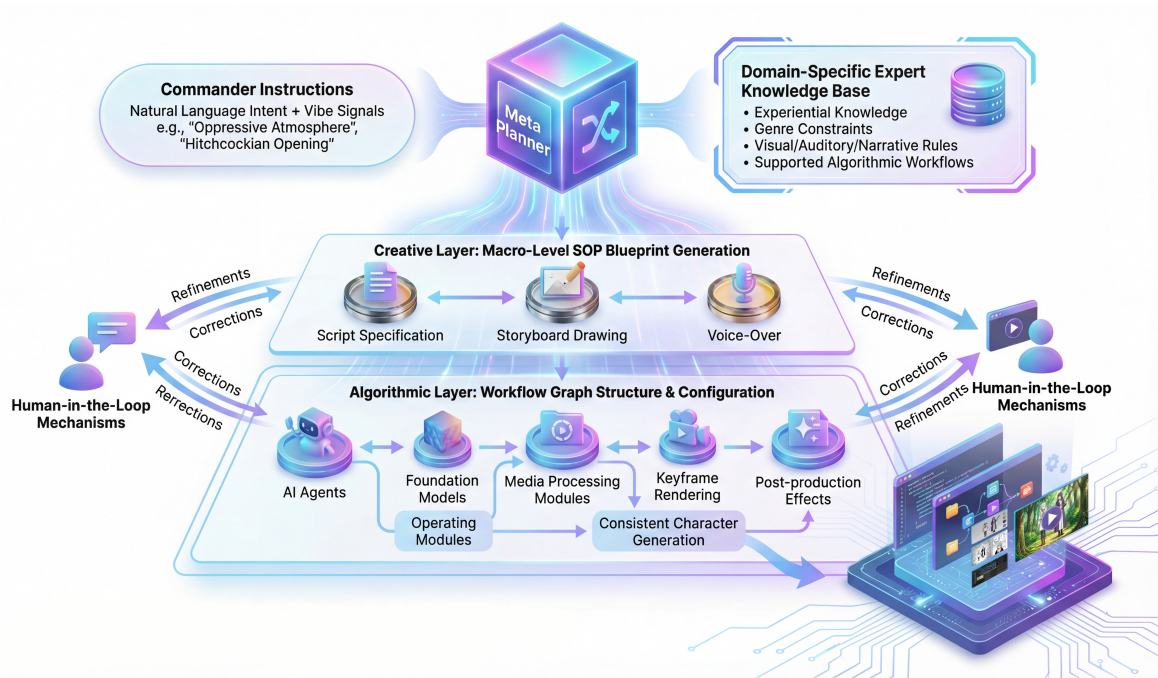 Commander Instructions
Natural Language Intent + Vibe Signals
e.g., “Oppressive Atmosphere”,
“Hitchcockian Opening”
Meta
Planner
Domain-Specific Expert
Knowledge Base
• Experiential Knowledge
• Genre Constraints
• Visual/Auditory/Narrative Rules
• Supported Algorithmic Workflows
Creative Layer: Macro-Level SOP Blueprint Generation
Script Specification
Storyboard Drawing
Voice-Over
Refinements
Corrections
Corrections
Rerrections
Human-in-the-Loop
Mechanisms
Refinements
Corrections
Corrections
Refinements
Human-in-the-Loop
Mechanisms
Algorithmic Layer: Workflow Graph Structure & Configuration
AI Agents
Foundation
Models
Media Processing
Modules
Keyframe
Rendering
Post-production
Effects
Operating
Modules
Consistent Character
Generation